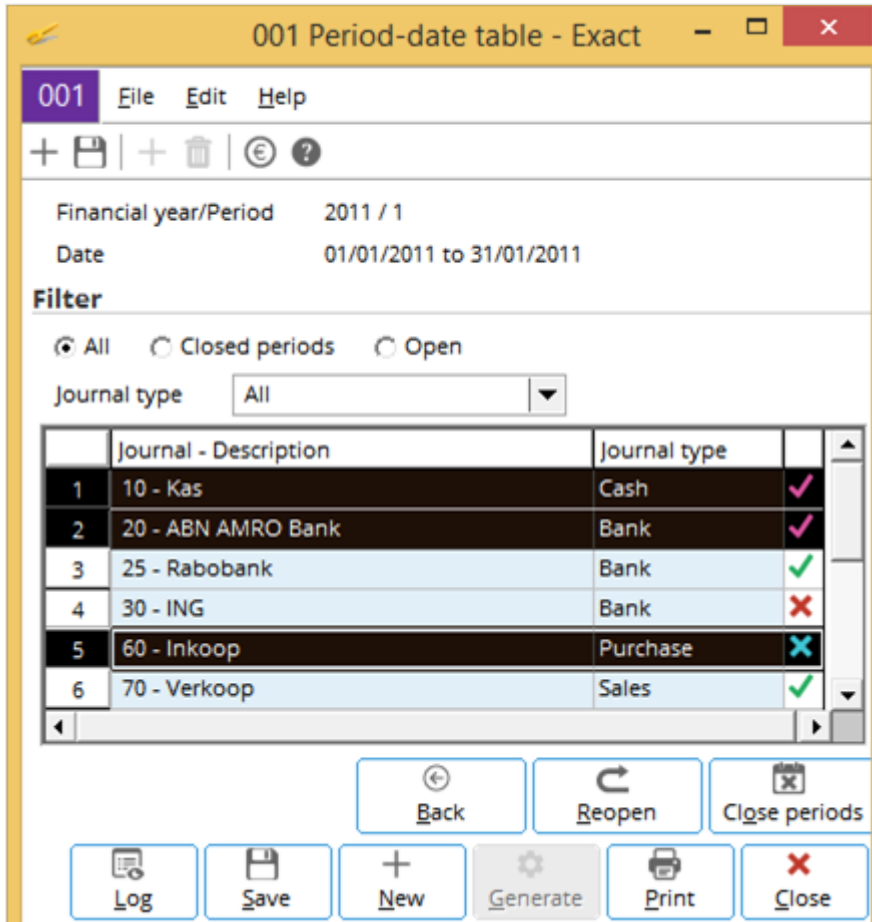 001 Period-date table - Exact
001 File Edit Help
Financial year/Period 2011 / 1
Date 01/01/2011 to 31/01/2011
Filter
All Closed periods Open
Journal type All
Journal - Description Journal type
1 10 - Kas Cash
2 20 - ABN AMRO Bank Bank
3 25 - Rabobank Bank
4 30 - ING Bank
5 60 - Inkoop Purchase
6 70 - Verkoop Sales
Back Reopen Close periods
Log Save New Generate Print Close